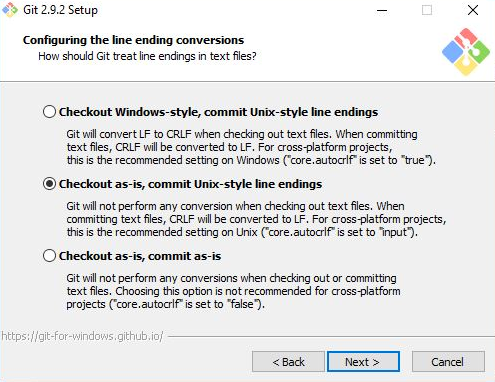 Git 2.9.2 Setup
Configuring the line ending conversions
How should Git treat line endings in text files?
Checkout Windows-style, commit Unix-style line endings
Git will convert LF to CRLF when checking out text files. When committing
text files, CRLF will be converted to LF. For cross-platform projects,
this is the recommended setting on Windows ("core.autocrlf" is set to "true").
Checkout as-is, commit Unix-style line endings
Git will not perform any conversion when checking out text files. When
committing text files, CRLF will be converted to LF. For cross-platform projects,
this is the recommended setting on Unix ("core.autocrlf" is set to "input").
Checkout as-is, commit as-is
Git will not perform any conversions when checking out or committing
text files. Choosing this option is not recommended for cross-platform
projects ("core.autocrlf" is set to "false").
https://git-for-windows.github.io/
< Back Next > Cancel